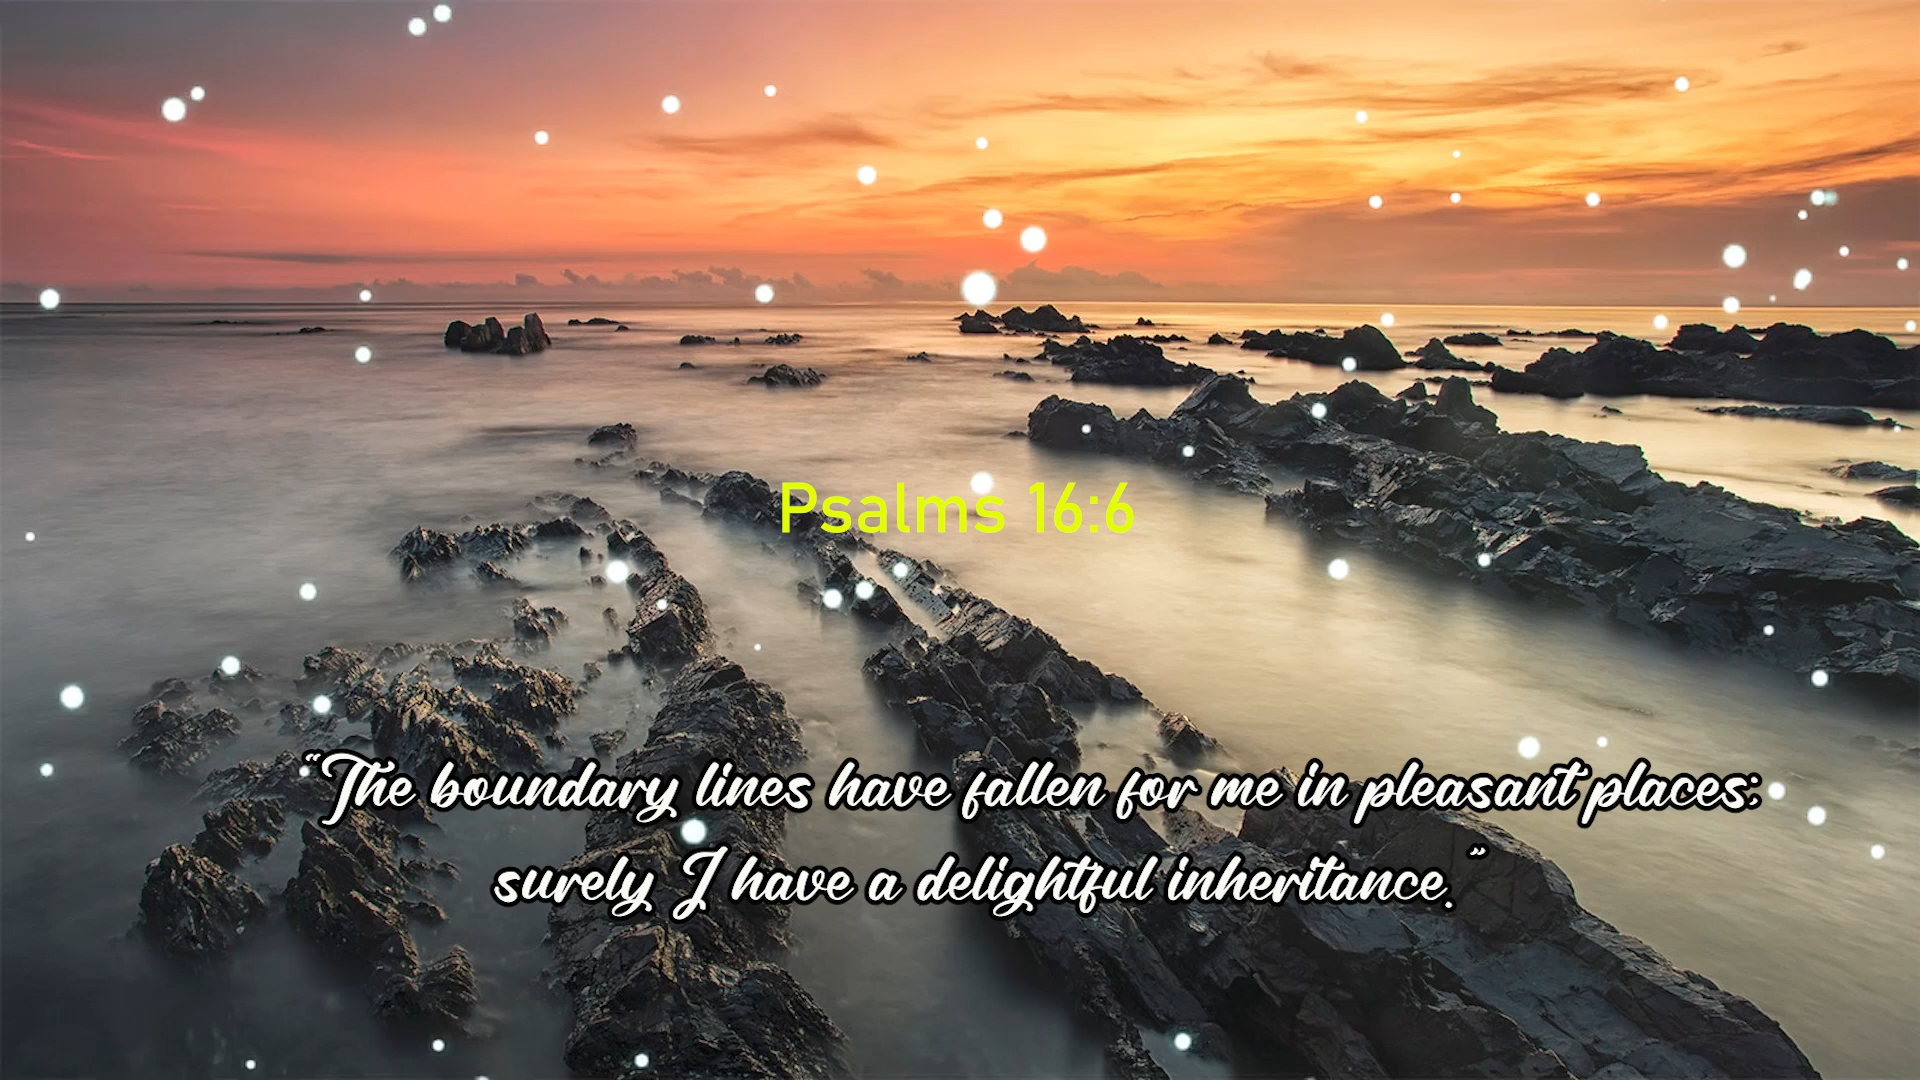 Psalms 16:6
"The boundary lines have fallen for me in pleasant places;
surely I have a delightful inheritance."